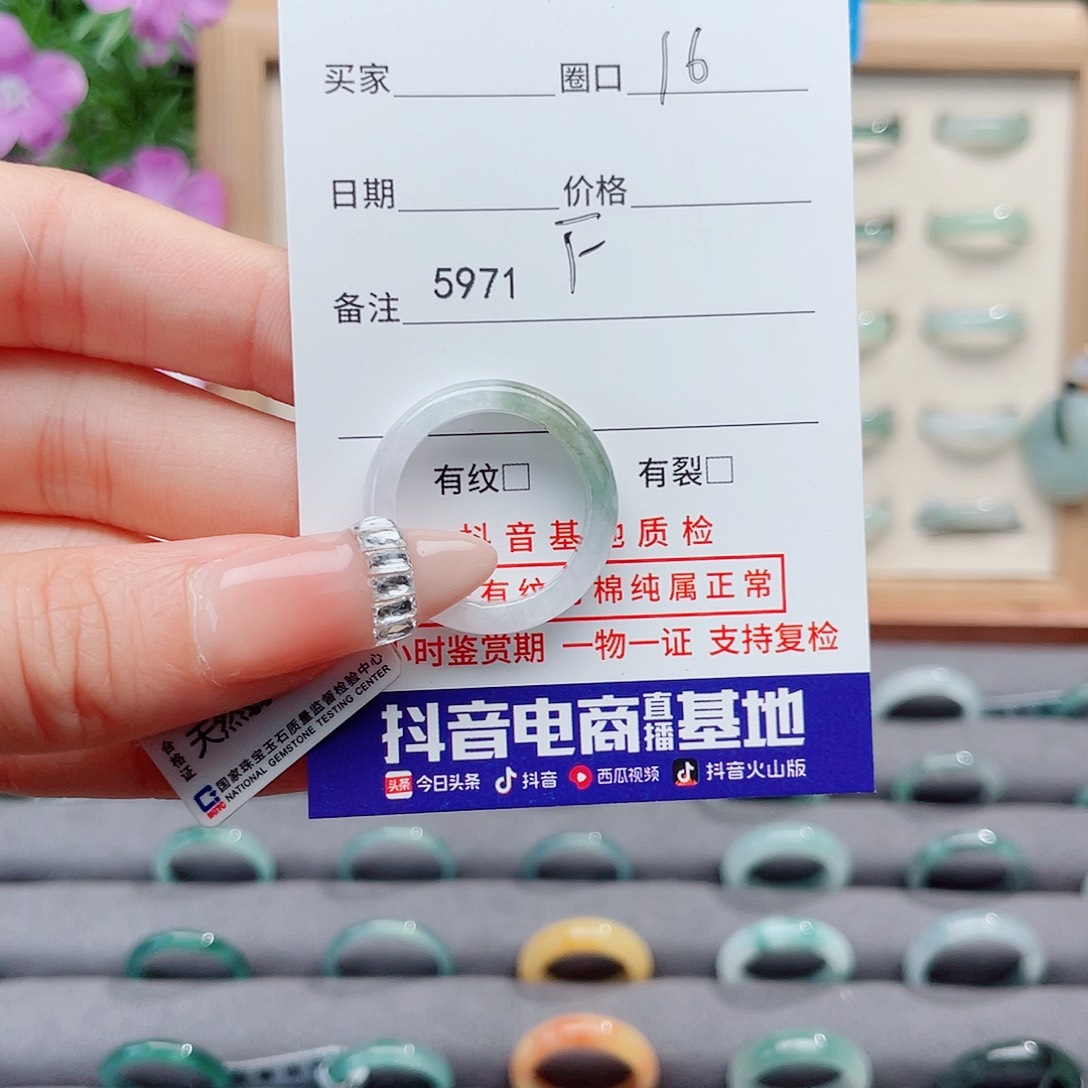 买家 圈口 16
日期 价格
F
备注 5971
有纹□ 有裂□
抖音基地质检
有纹 棉纯属正常
小时鉴赏期 一物一证 支持复检
抖音电商直播基地
头条 今日头条 抖音 西瓜视频 抖音火山版
合格证
天然
国家珠宝玉石质量监督检验中心
NATIONAL GEMSTONE TESTING CENTER